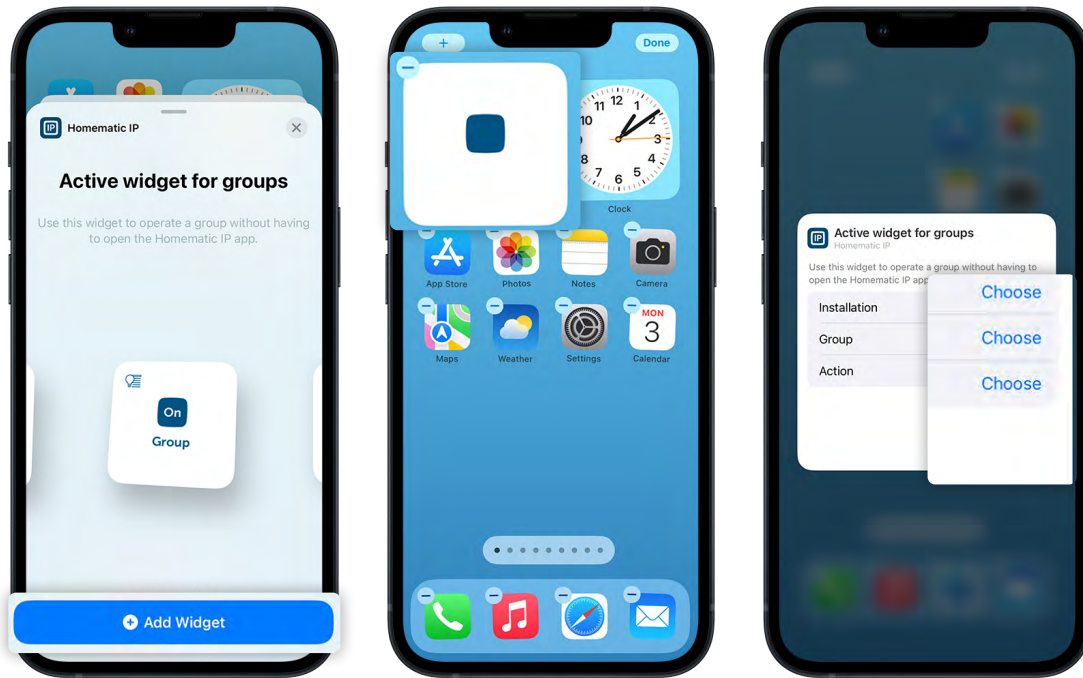 IP Homematic IP
Active widget for groups
Use this widget to operate a group without having
to open the Homematic IP app.
On
Group
Add Widget
Done
12
11 1
10 2
3
8 4
7 5
6
Clock
App Store Photos Notes Camera
MON
3
Maps Weather Settings Calendar
IP Active widget for groups
Homematic IP
Use this widget to operate a group without having to
open the Homematic IP app
Installation Choose
Group Choose
Action Choose